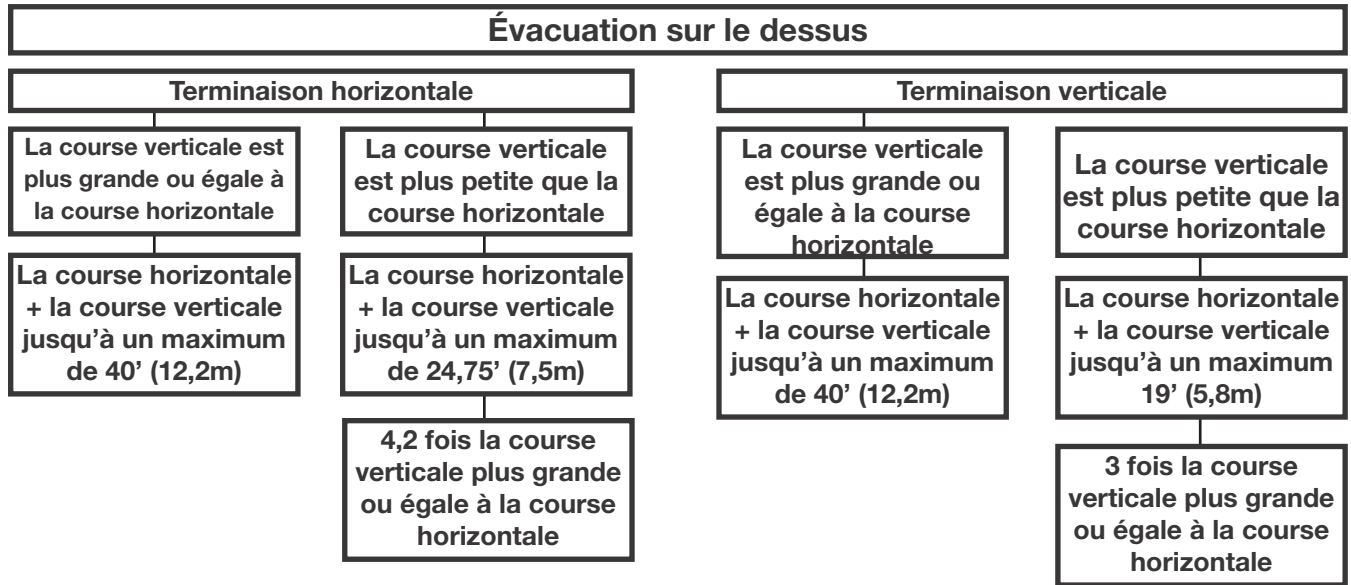 Évacuation sur le dessus
Terminaison horizontale
La course verticale est
plus grande ou égale à
la course horizontale
La course horizontale
+ la course verticale
jusqu'à un maximum
de 40’ (12,2m)
La course verticale
est plus petite que la
course horizontale
La course horizontale
+ la course verticale
jusqu'à un maximum
de 24,75’ (7,5m)
4,2 fois la course
verticale plus grande
ou égale à la course
horizontale
Terminaison verticale
La course verticale
est plus grande ou
égale à la course
horizontale
La course horizontale
+ la course verticale
jusqu'à un maximum
de 40’ (12,2m)
La course verticale
est plus petite que la
course horizontale
La course horizontale
+ la course verticale
jusqu'à un maximum
19’ (5,8m)
3 fois la course
verticale plus grande
ou égale à la course
horizontale